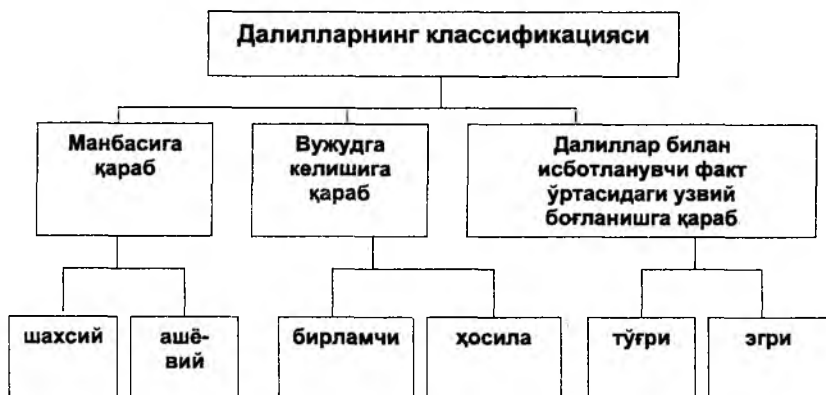 Далилларнинг классификацияси
Манбасига
қараб
Вужудга
келишига
қараб
Далиллар билан
исботланувчи факт
ўртасидаги узвий
боғланишга қараб
шахсий
ашё-
вий
бирламчи
ҳосила
тўғри
эгри